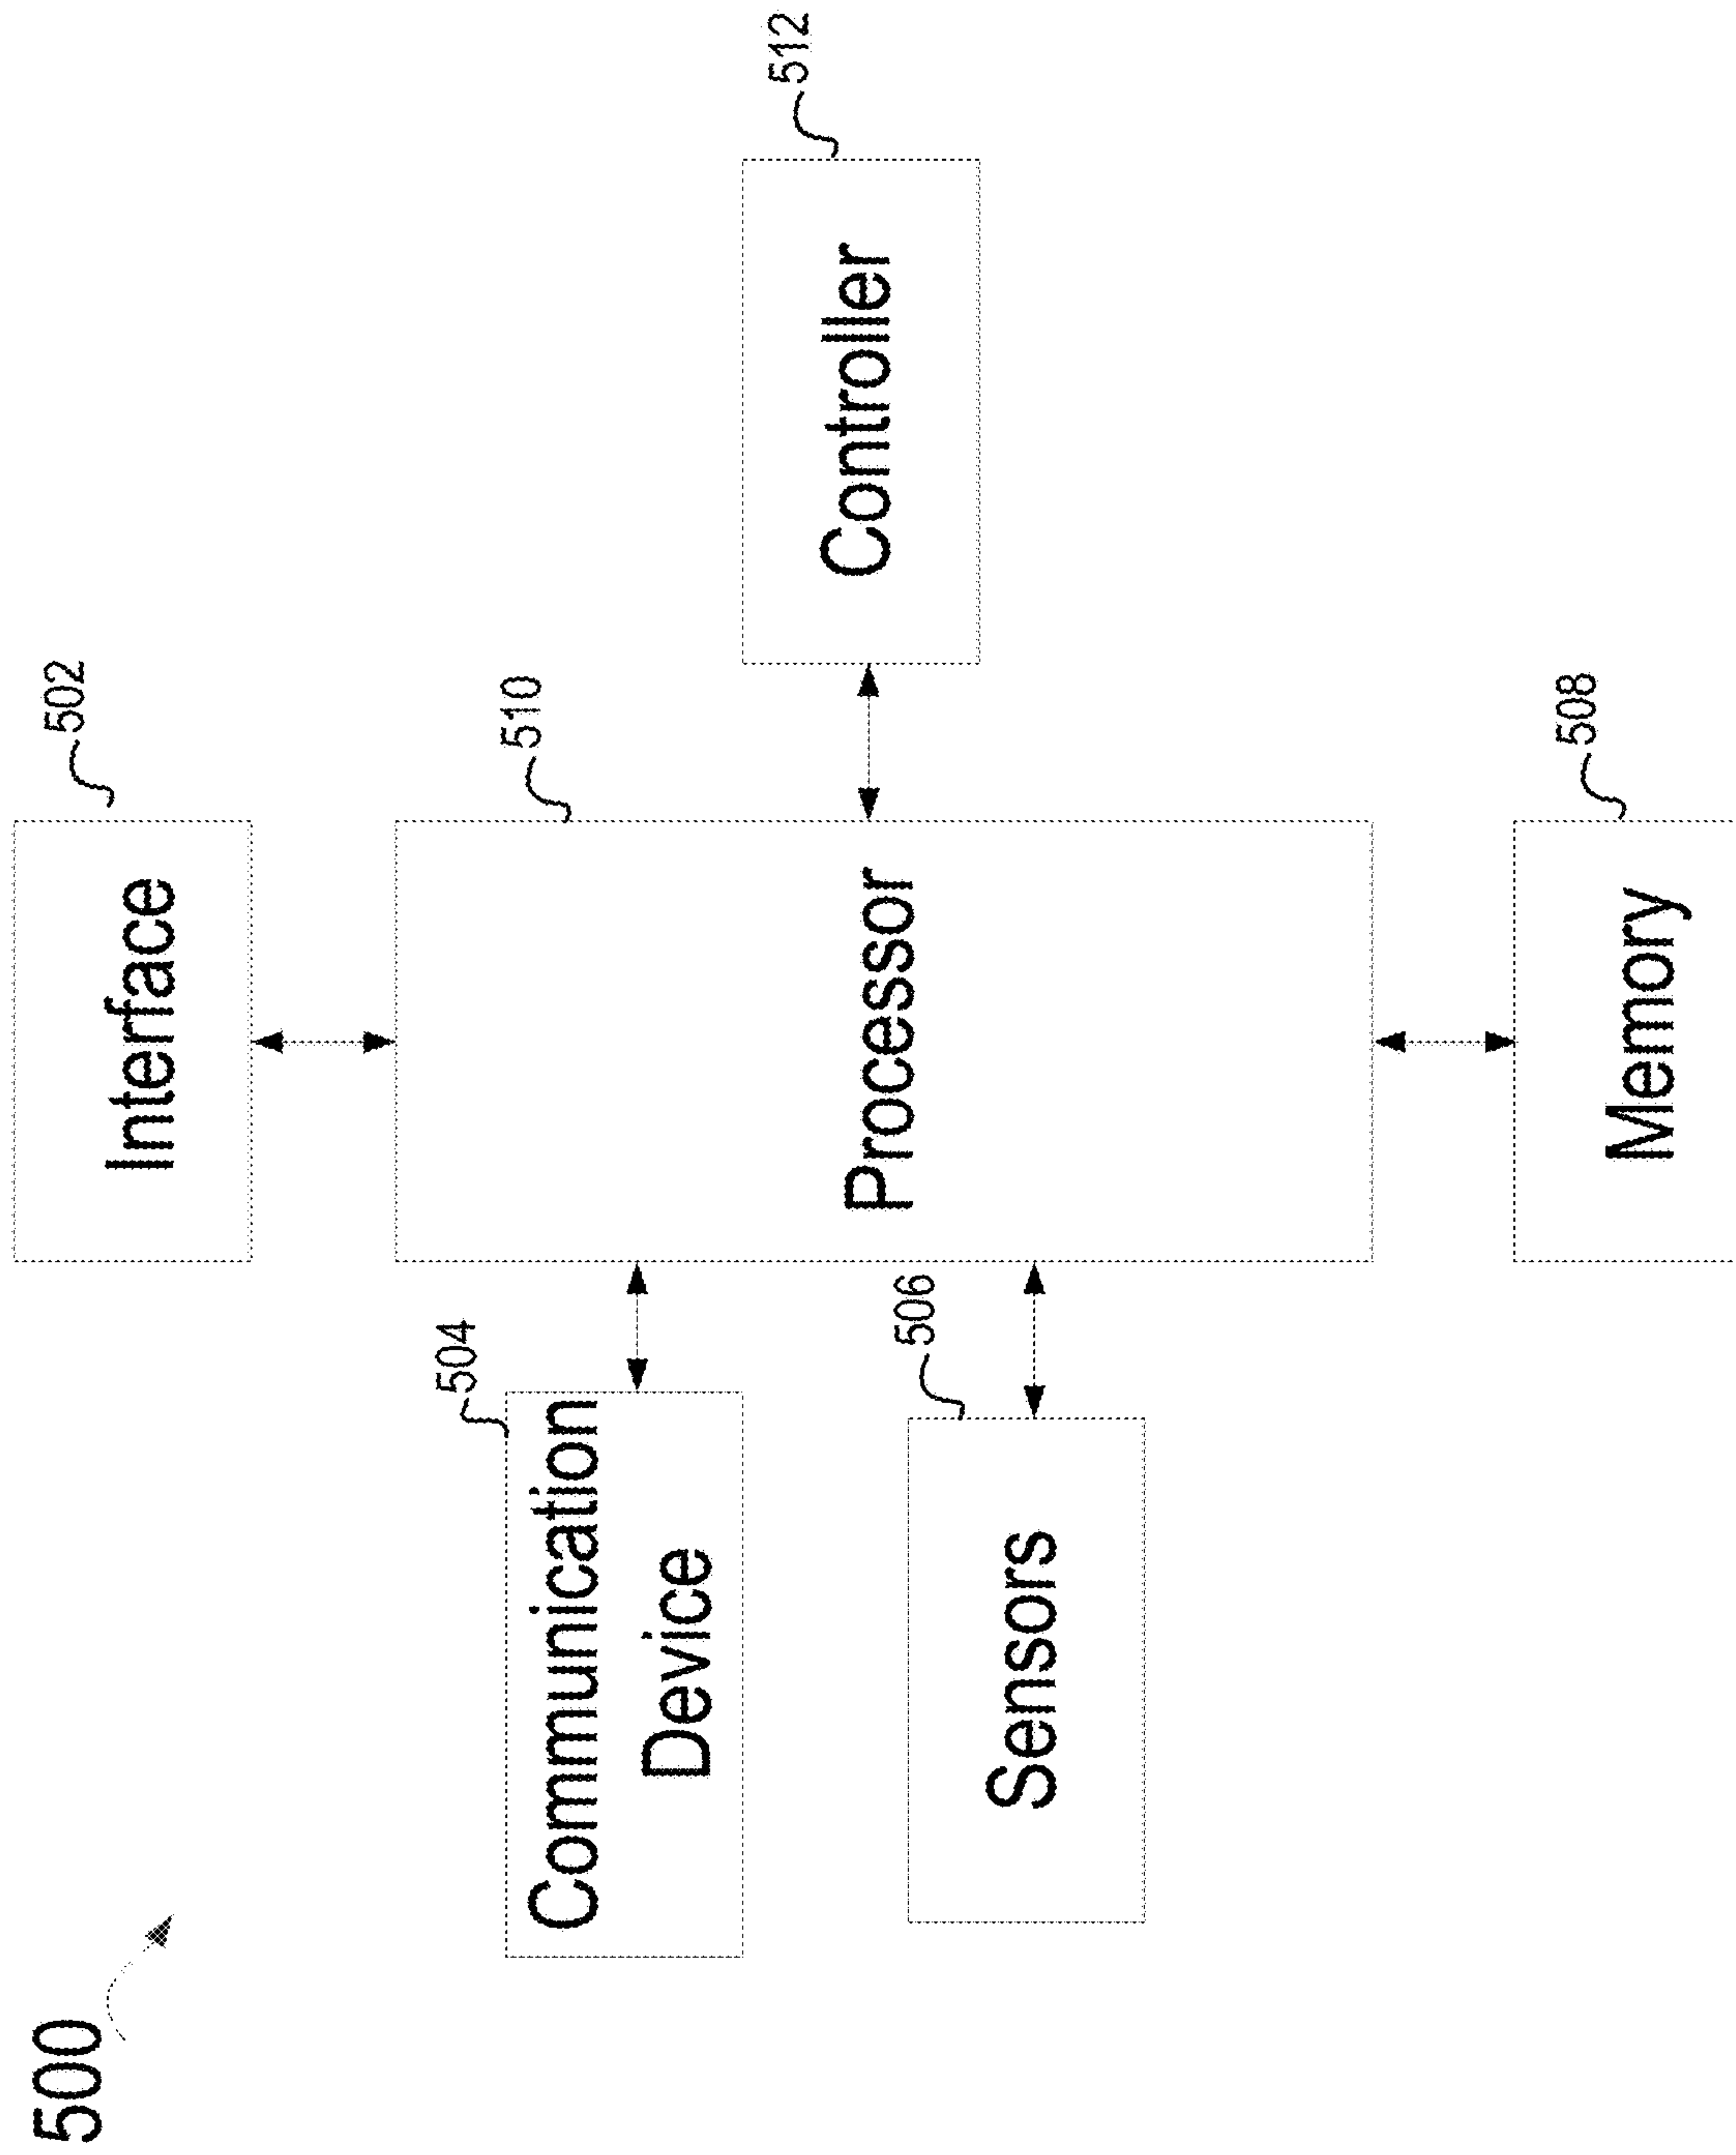 500
502
Interface
504
Communication
Device
510
Processor
512
Controller
506
Sensors
508
Memory